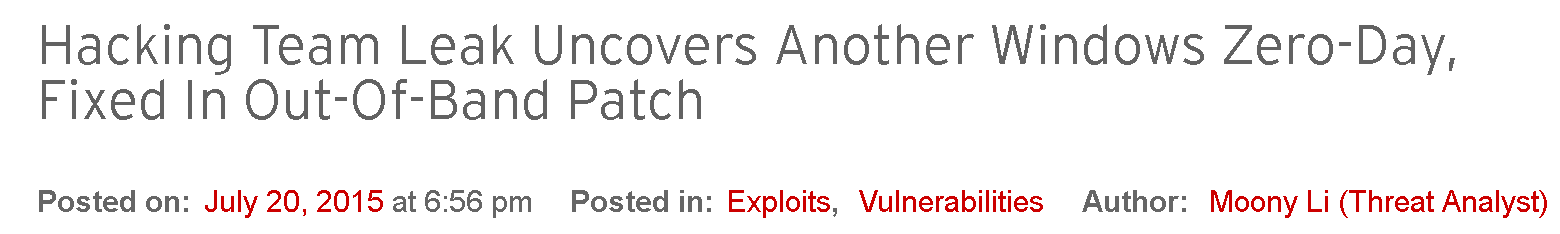 Hacking Team Leak Uncovers Another Windows Zero-Day,
Fixed In Out-Of-Band Patch
Posted on: July 20, 2015 at 6:56 pm Posted in: Exploits, Vulnerabilities Author: Moony Li (Threat Analyst)